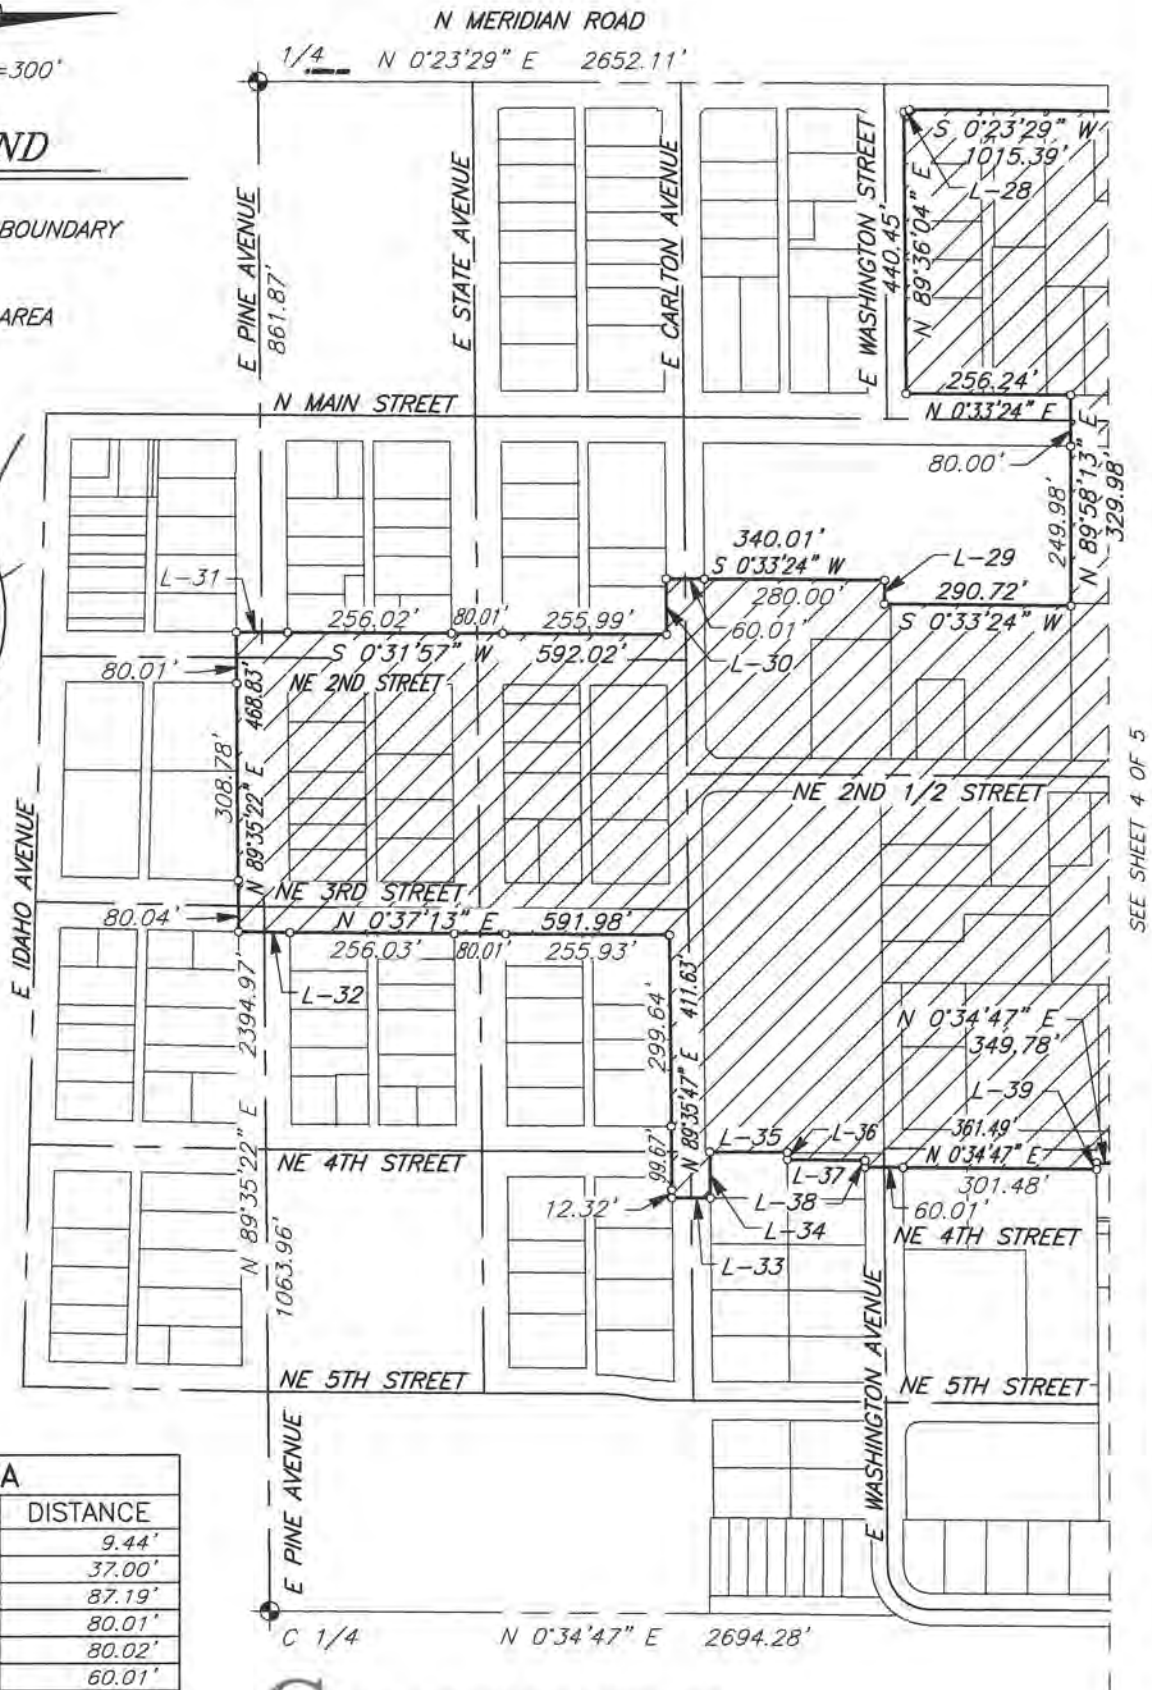 N MERIDIAN ROAD
1/4 N 0°23'29" E 2652.11'
=300'
ND
BOUNDARY
AREA
E PINE AVENUE
861.87'
E STATE AVENUE
E CARLTON AVENUE
E WASHINGTON STREET
440.45'
N 89°36'04" E
S 0°23'29" W
1015.39'
L-28
256.24'
N 0°33'24" E
N MAIN STREET
80.00'
249.98'
N 89°58'13" E
329.98'
340.01'
S 0°33'24" W
L-29
280.00'
290.72'
60.01'
S 0°33'24" W
L-30
L-31
256.02'
80.01'
255.99'
S 0°31'57" W 592.02'
80.01'
NE 2ND STREET
468.83'
308.78'
N 89°35'22" E
NE 2ND 1/2 STREET
SEE SHEET 4 OF 5
E IDAHO AVENUE
NE 3RD STREET
80.04'
N 0°37'13" E 591.98'
256.03'
80.01'
255.93'
L-32
2394.97'
N 89°35'22" E
299.64'
411.63'
N 89°35'47" E
99.67'
N 0°34'47" E
349.78'
L-39
361.49'
N 0°34'47" E
301.48'
L-35
L-36
L-37
L-38
60.01'
NE 4TH STREET
NE 4TH STREET
12.32'
L-34
L-33
1063.96'
E WASHINGTON AVENUE
NE 5TH STREET
NE 5TH STREET
E PINE AVENUE
C 1/4
N 0°34'47" E 2694.28'
A
DISTANCE
9.44'
37.00'
87.19'
80.01'
80.02'
60.01'